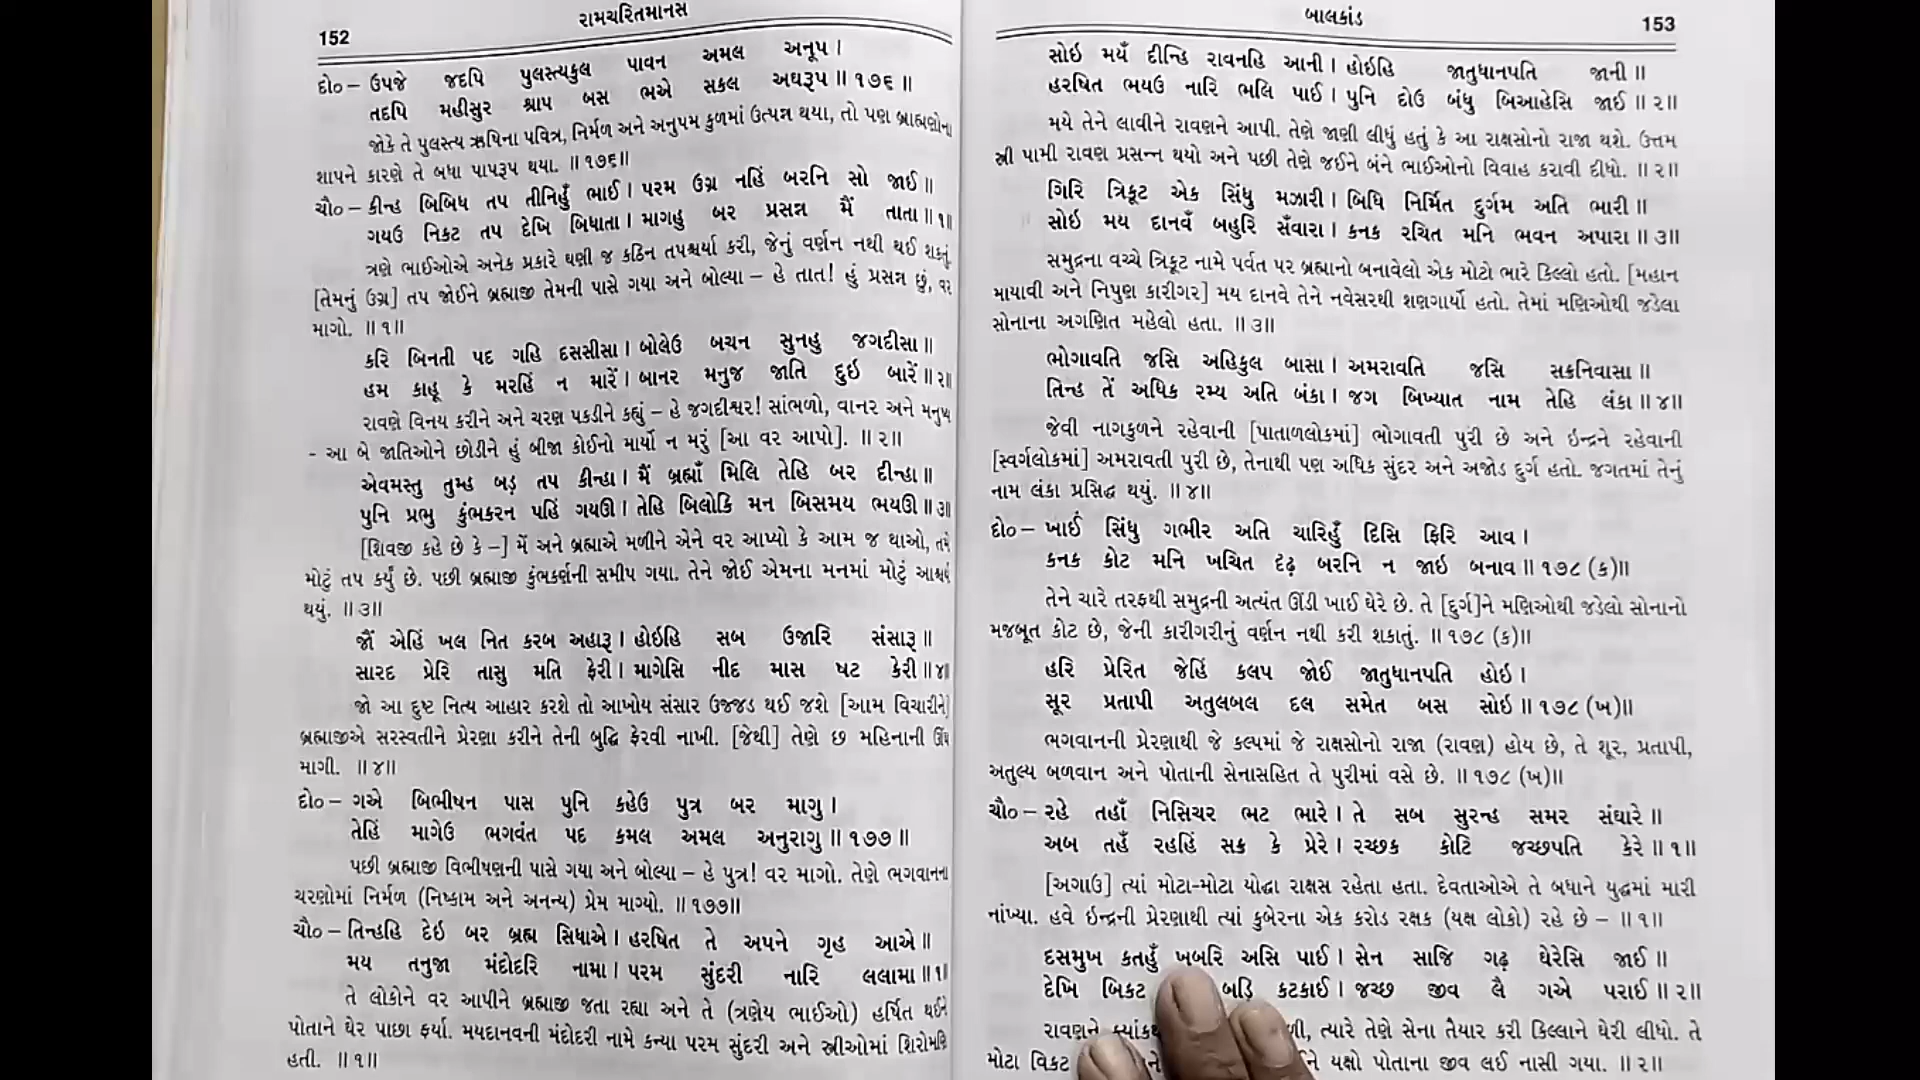 152
રામચરિતમાનસ
દો૦ – ઉપજે જદપિ પુલસ્ત્યકુલ પાવન અમલ અનૂપ ।
તદપિ મહીસુર શ્રાપ બસ ભએ સકલ અઘરૂપ ॥ ૧૭૬ ॥
જોકે તે પુલસ્ત્ય ઋષિના પવિત્ર, નિર્મળ અને અનુપમ કુળમાં ઉત્પન્ન થયા, તો પણ બ્રાહ્મણોના
શાપને કારણે તે બધા પાપરૂપ થયા. ॥ ૧૭૬॥
ચૌ૦ – કીન્હ બિબિધ તપ તીનિહુઁ ભાઈ । પરમ ઉગ્ર નહિં બરનિ સો જાઈ ॥
ગયઉ નિકટ તપ દેખિ બિધાતા । માગહુ બર પ્રસન્ન મૈં તાતા ॥ ૧॥
ત્રણે ભાઈઓએ અનેક પ્રકારે ઘણી જ કઠિન તપશ્ચર્યા કરી, જેનું વર્ણન નથી થઈ શકતું.
[તેમનું ઉગ્ર] તપ જોઈને બ્રહ્માજી તેમની પાસે ગયા અને બોલ્યા – હે તાત! હું પ્રસન્ન છું, વર
માગો. ॥ ૧॥
કરિ બિનતી પદ ગહિ દસસીસા । બોલેઉ બચન સુનહુ જગદીસા ॥
હમ કાહૂ કે મરહિં ન મારેં । બાનર મનુજ જાતિ દુઇ બારેં ॥ ૨॥
રાવણે વિનય કરીને અને ચરણ પકડીને કહ્યું – હે જગદીશ્વર! સાંભળો, વાનર અને મનુષ્ય
- આ બે જાતિઓને છોડીને હું બીજા કોઈનો માર્યો ન મરું [આ વર આપો]. ॥ ૨॥
એવમસ્તુ તુમ્હ બડ઼ તપ કીન્હા । મૈં બ્રહ્માઁ મિલિ તેહિ બર દીન્હા ॥
પુનિ પ્રભુ કુંભકરન પહિં ગયઊ । તેહિ બિલોકિ મન બિસમય ભયઊ ॥ ૩॥
[શિવજી કહે છે કે –] મેં અને બ્રહ્માએ મળીને એને વર આપ્યો કે આમ જ થાઓ, તમે
મોટું તપ કર્યું છે. પછી બ્રહ્માજી કુંભકર્ણની સમીપ ગયા. તેને જોઈ એમના મનમાં મોટું આશ્ચર્ય
થયું. ॥ ૩॥
જૌં એહિં ખલ નિત કરબ અહારૂ । હોઇહિ સબ ઉજારિ સંસારૂ ॥
સારદ પ્રેરિ તાસુ મતિ ફેરી । માગેસિ નીદ માસ ષટ કેરી ॥ ૪॥
જો આ દુષ્ટ નિત્ય આહાર કરશે તો આખોય સંસાર ઉજ્જડ થઈ જશે [આમ વિચારીને]
બ્રહ્માજીએ સરસ્વતીને પ્રેરણા કરીને તેની બુદ્ધિ ફેરવી નાખી. [જેથી] તેણે છ મહિનાની ઊંઘ
માગી. ॥ ૪॥
દો૦ – ગએ બિભીષન પાસ પુનિ કહેઉ પુત્ર બર માગુ ।
તેહિં માગેઉ ભગવંત પદ કમલ અમલ અનુરાગુ ॥ ૧૭૭ ॥
પછી બ્રહ્માજી વિભીષણની પાસે ગયા અને બોલ્યા – હે પુત્ર! વર માગો. તેણે ભગવાનના
ચરણોમાં નિર્મળ (નિષ્કામ અને અનન્ય) પ્રેમ માગ્યો. ॥ ૧૭૭॥
ચૌ૦ – તિન્હહિ દેઇ બર બ્રહ્મ સિધાએ । હરષિત તે અપને ગૃહ આએ ॥
મય તનુજા મંદોદરિ નામા । પરમ સુંદરી નારિ લલામા ॥ ૧॥
તે લોકોને વર આપીને બ્રહ્માજી જતા રહ્યા અને તે (ત્રણેય ભાઈઓ) હર્ષિત થઈને
પોતાને ઘેર પાછા ફર્યા. મયદાનવની મંદોદરી નામે કન્યા પરમ સુંદરી અને સ્ત્રીઓમાં શિરોમણિ
હતી. ॥ ૧॥
બાલકાંડ
153
સોઇ મયઁ દીન્હિ રાવનહિ આની । હોઇહિ જાતુધાનપતિ જાની ॥
હરષિત ભયઉ નારિ ભલિ પાઈ । પુનિ દોઉ બંધુ બિઆહેસિ જાઈ ॥ ૨॥
મયે તેને લાવીને રાવણને આપી. તેણે જાણી લીધું હતું કે આ રાક્ષસોનો રાજા થશે. ઉત્તમ
સ્ત્રી પામી રાવણ પ્રસન્ન થયો અને પછી તેણે જઈને બંને ભાઈઓનો વિવાહ કરાવી દીધો. ॥ ૨॥
ગિરિ ત્રિકૂટ એક સિંધુ મઝારી । બિધિ નિર્મિત દુર્ગમ અતિ ભારી ॥
સોઇ મય દાનવઁ બહુરિ સઁવારા । કનક રચિત મનિ ભવન અપારા ॥ ૩॥
સમુદ્રના વચ્ચે ત્રિકૂટ નામે પર્વત પર બ્રહ્માનો બનાવેલો એક મોટો ભારે કિલ્લો હતો. [મહાન
માયાવી અને નિપુણ કારીગર] મય દાનવે તેને નવેસરથી શણગાર્યો હતો. તેમાં મણિઓથી જડેલા
સોનાના અગણિત મહેલો હતા. ॥ ૩॥
ભોગાવતિ જસિ અહિકુલ બાસા । અમરાવતિ જસિ સક્રનિવાસા ॥
તિન્હ તેં અધિક રમ્ય અતિ બંકા । જગ બિખ્યાત નામ તેહિ લંકા ॥ ૪॥
જેવી નાગકુળને રહેવાની [પાતાળલોકમાં] ભોગાવતી પુરી છે અને ઇન્દ્રને રહેવાની
[સ્વર્ગલોકમાં] અમરાવતી પુરી છે, તેનાથી પણ અધિક સુંદર અને અજોડ દુર્ગ હતો. જગતમાં તેનું
નામ લંકા પ્રસિદ્ધ થયું. ॥ ૪॥
દો૦ – ખાઈં સિંધુ ગભીર અતિ ચારિહુઁ દિસિ ફિરિ આવ ।
કનક કોટ મનિ ખચિત દૃઢ઼ બરનિ ન જાઇ બનાવ ॥ ૧૭૮ (ક)॥
તેને ચારે તરફથી સમુદ્રની અત્યંત ઊંડી ખાઈ ઘેરે છે. તે [દુર્ગ]ને મણિઓથી જડેલો સોનાનો
મજબૂત કોટ છે, જેની કારીગરીનું વર્ણન નથી કરી શકાતું. ॥ ૧૭૮ (ક)॥
હરિ પ્રેરિત જેહિં કલપ જોઈ જાતુધાનપતિ હોઇ ।
સૂર પ્રતાપી અતુલબલ દલ સમેત બસ સોઇ ॥ ૧૭૮ (ખ)॥
ભગવાનની પ્રેરણાથી જે કલ્પમાં જે રાક્ષસોનો રાજા (રાવણ) હોય છે, તે શૂર, પ્રતાપી,
અતુલ્ય બળવાન અને પોતાની સેનાસહિત તે પુરીમાં વસે છે. ॥ ૧૭૮ (ખ)॥
ચૌ૦ – રહે તહાઁ નિસિચર ભટ ભારે । તે સબ સુરન્હ સમર સંઘારે ॥
અબ તહઁ રહહિં સક્ર કે પ્રેરે । રચ્છક કોટિ જચ્છપતિ કેરે ॥ ૧॥
[અગાઉ] ત્યાં મોટા-મોટા યોદ્ધા રાક્ષસ રહેતા હતા. દેવતાઓએ તે બધાને યુદ્ધમાં મારી
નાંખ્યા. હવે ઇન્દ્રની પ્રેરણાથી ત્યાં કુબેરના એક કરોડ રક્ષક (યક્ષ લોકો) રહે છે – ॥ ૧॥
દસમુખ કતહુઁ ખબરિ અસિ પાઈ । સેન સાજિ ગઢ઼ ઘેરેસિ જાઈ ॥
દેખિ બિકટ બડ઼િ કટકાઈ । જચ્છ જીવ લૈ ગએ પરાઈ ॥ ૨॥
રાવણને ત્યારે તેણે સેના તૈયાર કરી કિલ્લાને ઘેરી લીધો. તે
મોટા વિકટ યક્ષો પોતાના જીવ લઈ નાસી ગયા. ॥ ૨॥